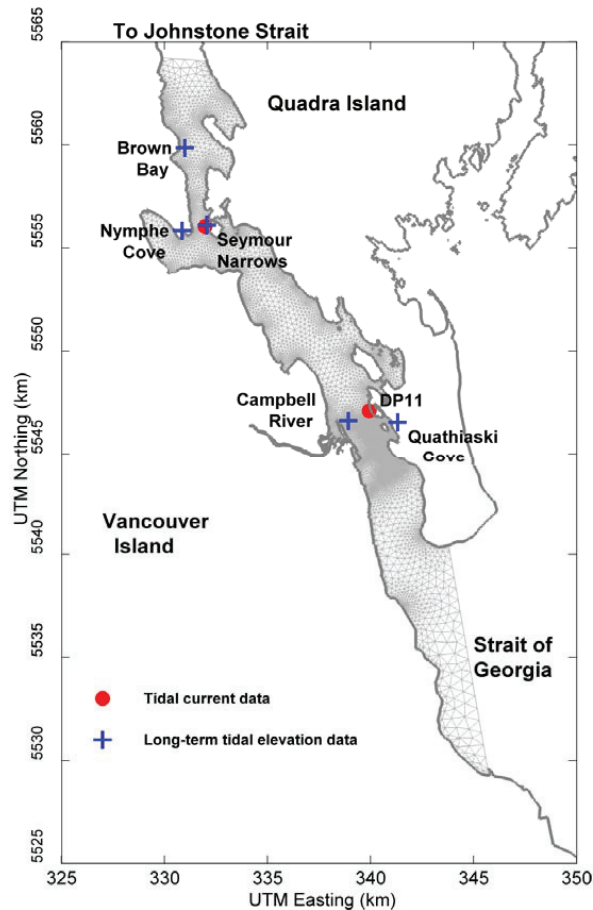 To Johnstone Strait
Quadra Island
Brown
Bay
Nymphe
Cove
Seymour
Narrows
Campbell
River
DP11
Quathiaski
Cove
Vancouver
Island
Strait of
Georgia
Tidal current data
Long-term tidal elevation data
UTM Nothing (km)
5565
5560
5555
5550
5545
5540
5535
5530
5525
325
330
335
340
345
350
UTM Easting (km)